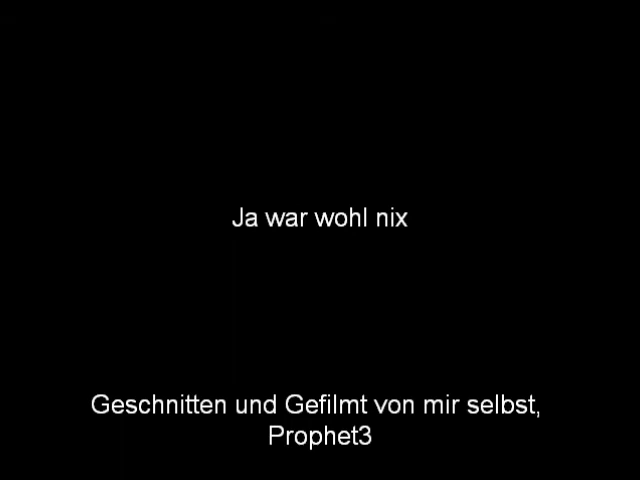 Ja war wohl nix
Geschnitten und Gefilmt von mir selbst,
Prophet3